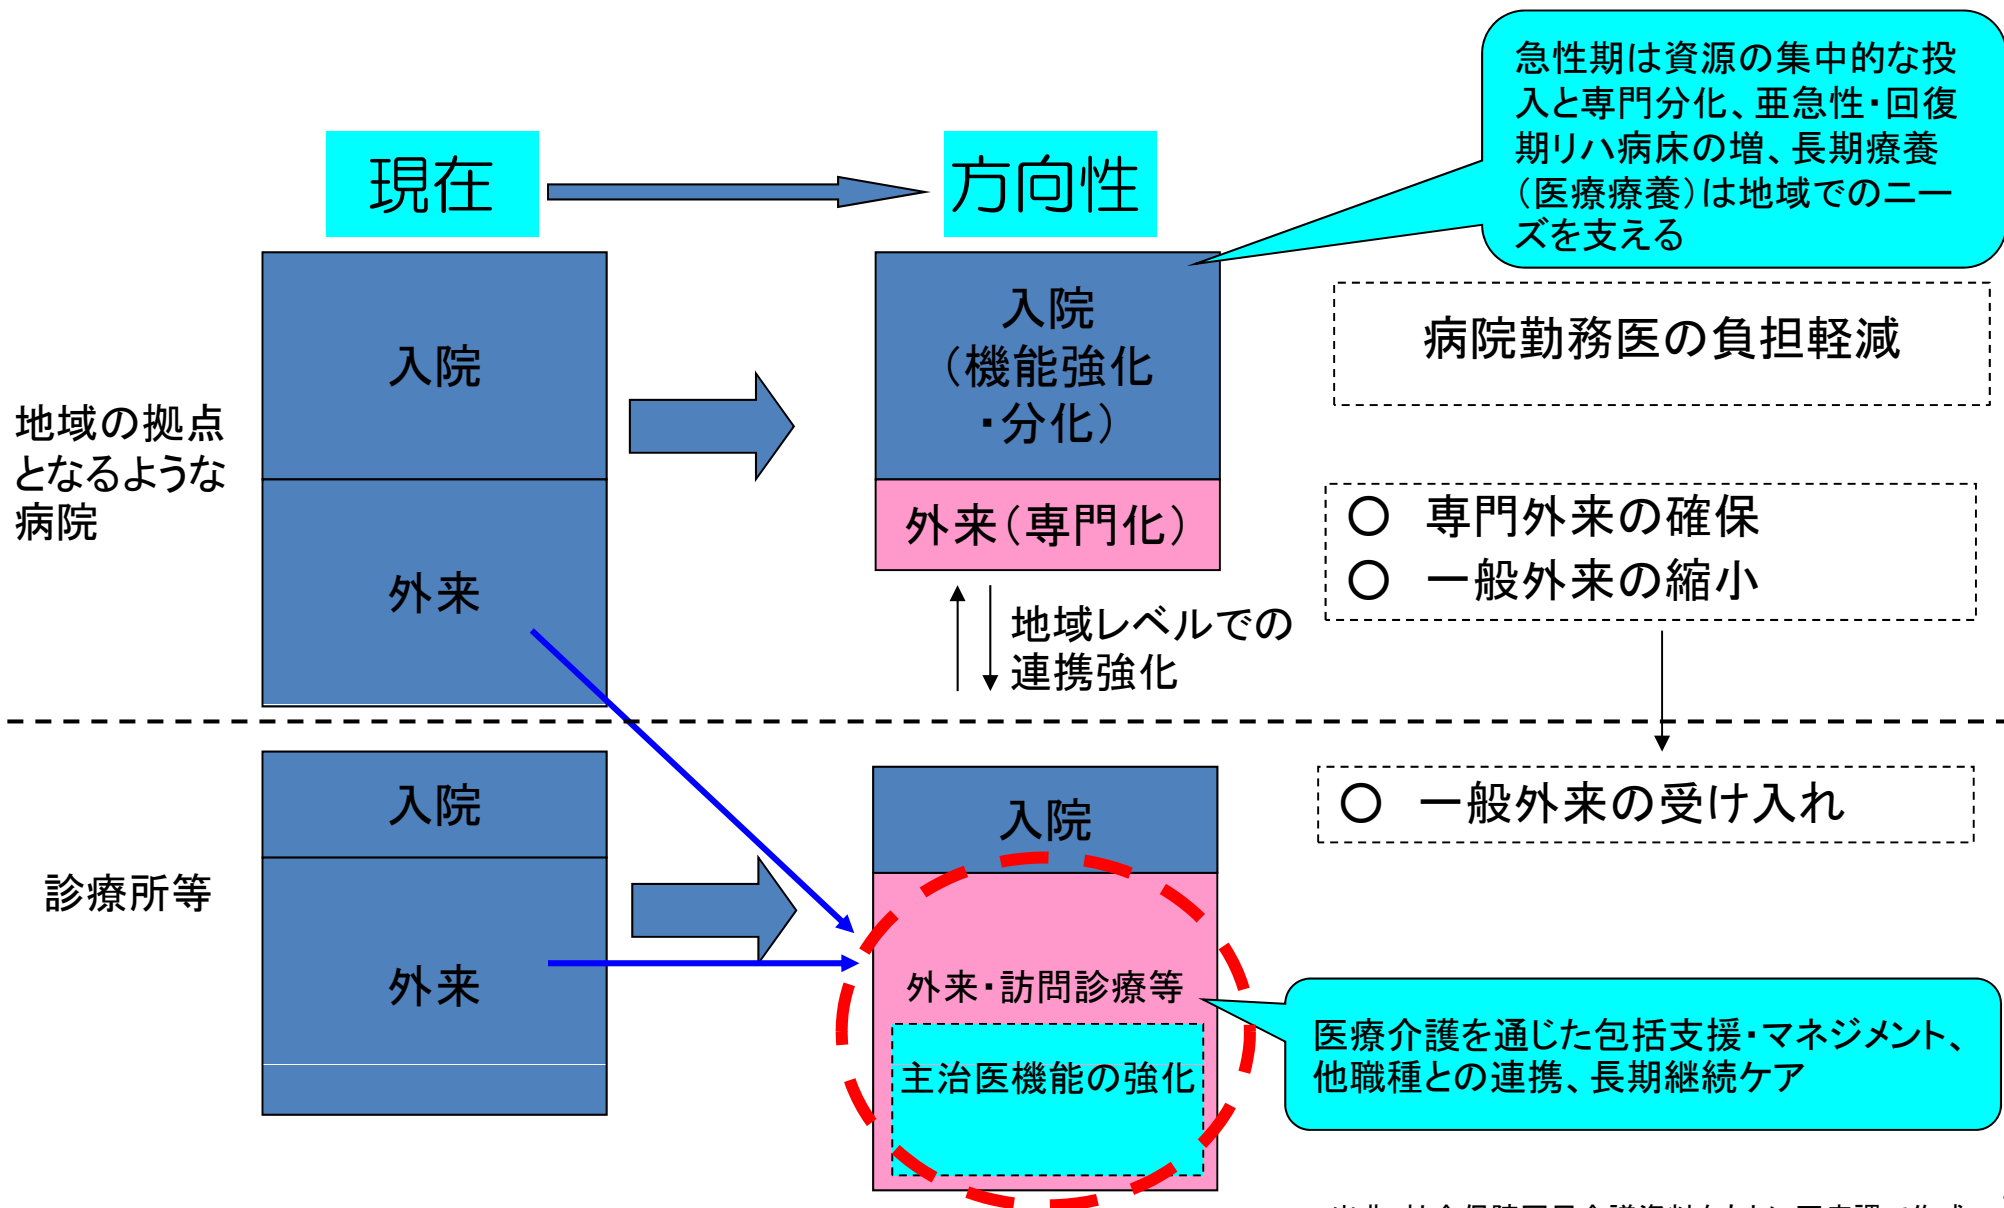 現在
方向性
急性期は資源の集中的な投
入と専門分化、亜急性・回復
期リハ病床の増、長期療養
（医療療養）は地域でのニー
ズを支える
地域の拠点
となるような
病院
入院
外来
入院
（機能強化
・分化）
外来（専門化）
病院勤務医の負担軽減
○ 専門外来の確保
○ 一般外来の縮小
地域レベルでの
連携強化
診療所等
入院
外来
入院
外来・訪問診療等
主治医機能の強化
○ 一般外来の受け入れ
医療介護を通じた包括支援・マネジメント、
他職種との連携、長期継続ケア